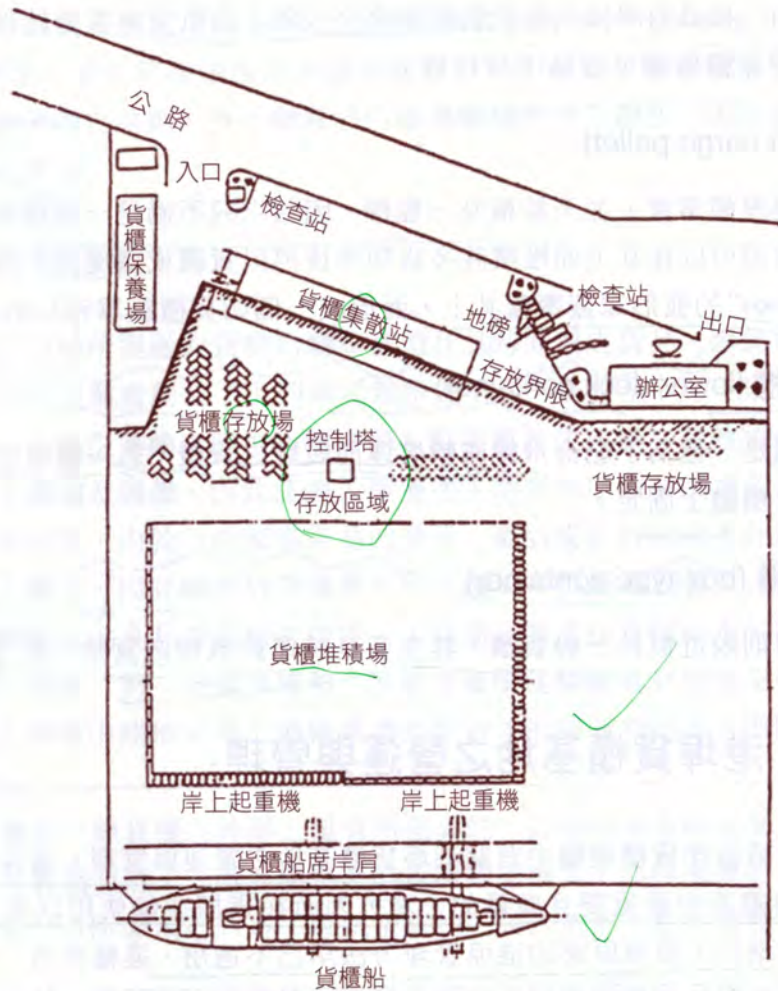 公路
入口
檢查站
貨櫃保養場
貨櫃集散站
地磅
檢查站
出口
存放界限
辦公室
貨櫃存放場
控制塔
存放區域
貨櫃存放場
貨櫃堆積場
岸上起重機
岸上起重機
貨櫃船席岸肩
貨櫃船